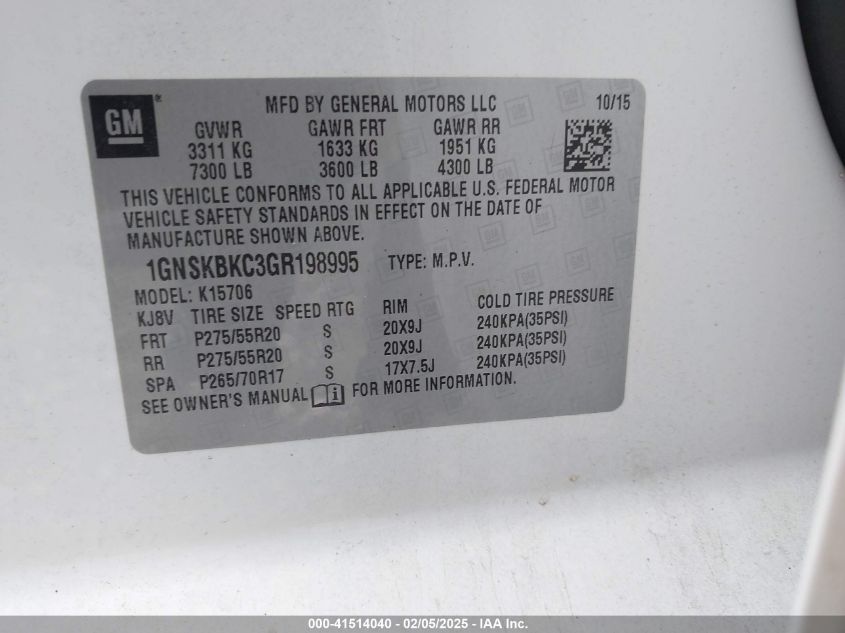 GM
MFD BY GENERAL MOTORS LLC 10/15
GVWR GAWR FRT GAWR RR
3311 KG 1633 KG 1951 KG
7300 LB 3600 LB 4300 LB
THIS VEHICLE CONFORMS TO ALL APPLICABLE U.S. FEDERAL MOTOR
VEHICLE SAFETY STANDARDS IN EFFECT ON THE DATE OF
MANUFACTURE SHOWN ABOVE.
1GNSKBKC3GR198995 TYPE: M.P.V.
MODEL: K15706
KJ8V TIRE SIZE SPEED RTG RIM COLD TIRE PRESSURE
FRT P275/55R20 S 20X9J 240KPA(35PSI)
RR P275/55R20 S 20X9J 240KPA(35PSI)
SPA P265/70R17 S 17X7.5J 240KPA(35PSI)
SEE OWNER'S MANUAL i FOR MORE INFORMATION.
000-41514040 - 02/05/2025 - IAA Inc.